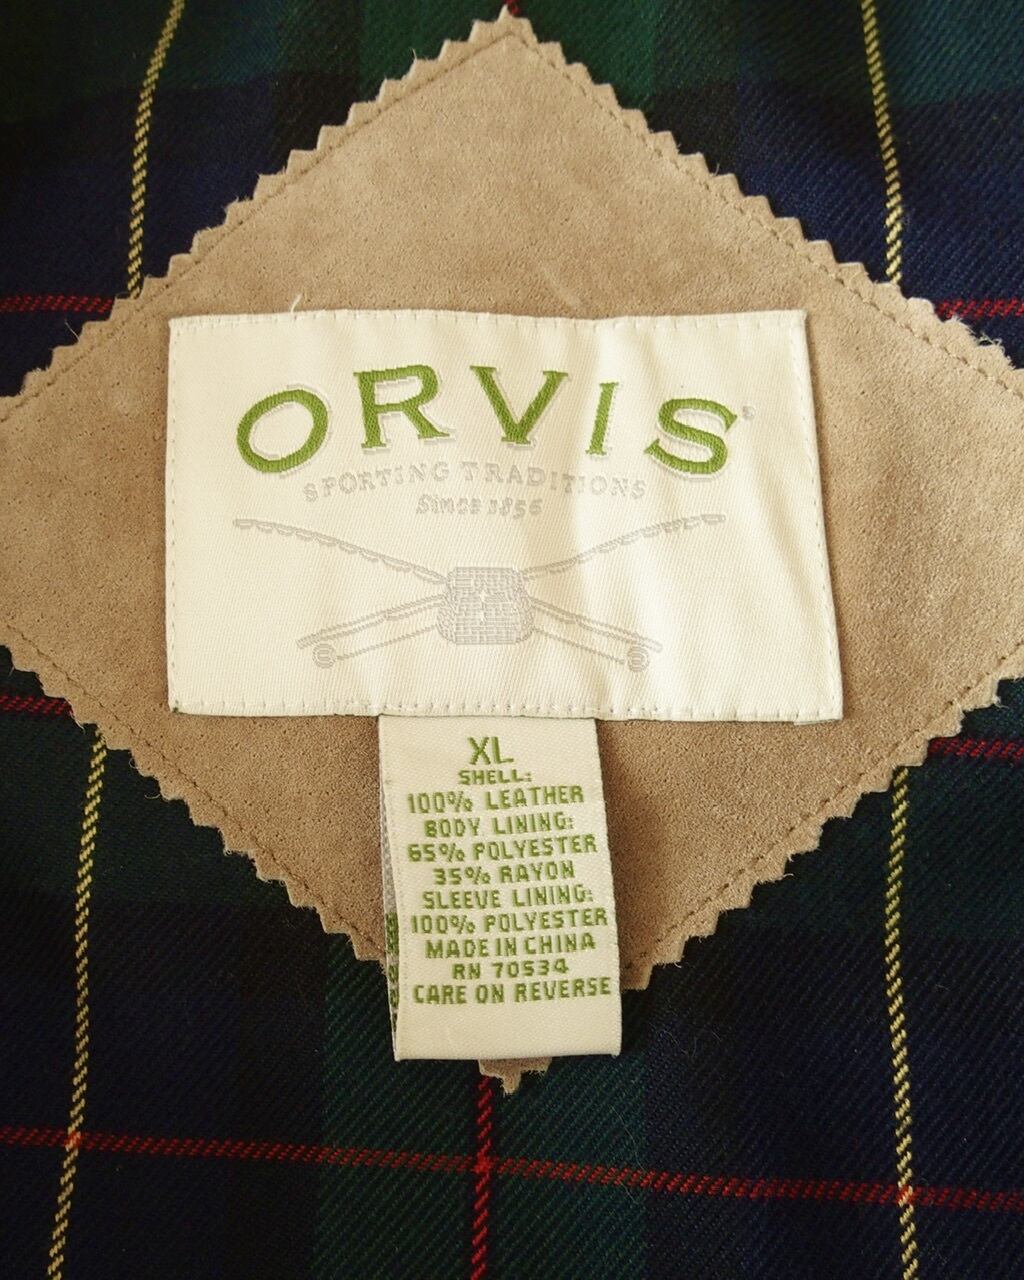 ORVIS
SPORTING TRADITIONS
Since 1856
XL
SHELL:
100% LEATHER
BODY LINING:
65% POLYESTER
35% RAYON
SLEEVE LINING:
100% POLYESTER
MADE IN CHINA
RN 70534
CARE ON REVERSE